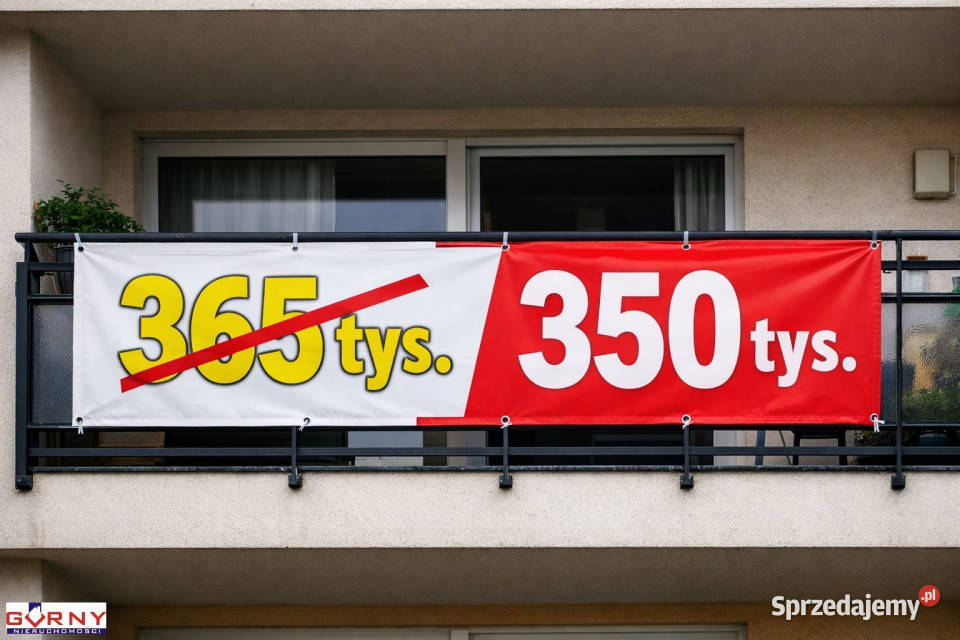 365 tys. 350 tys.
GÓRNY
NIERUCHOMOŚCI
Sprzedajemy.pl